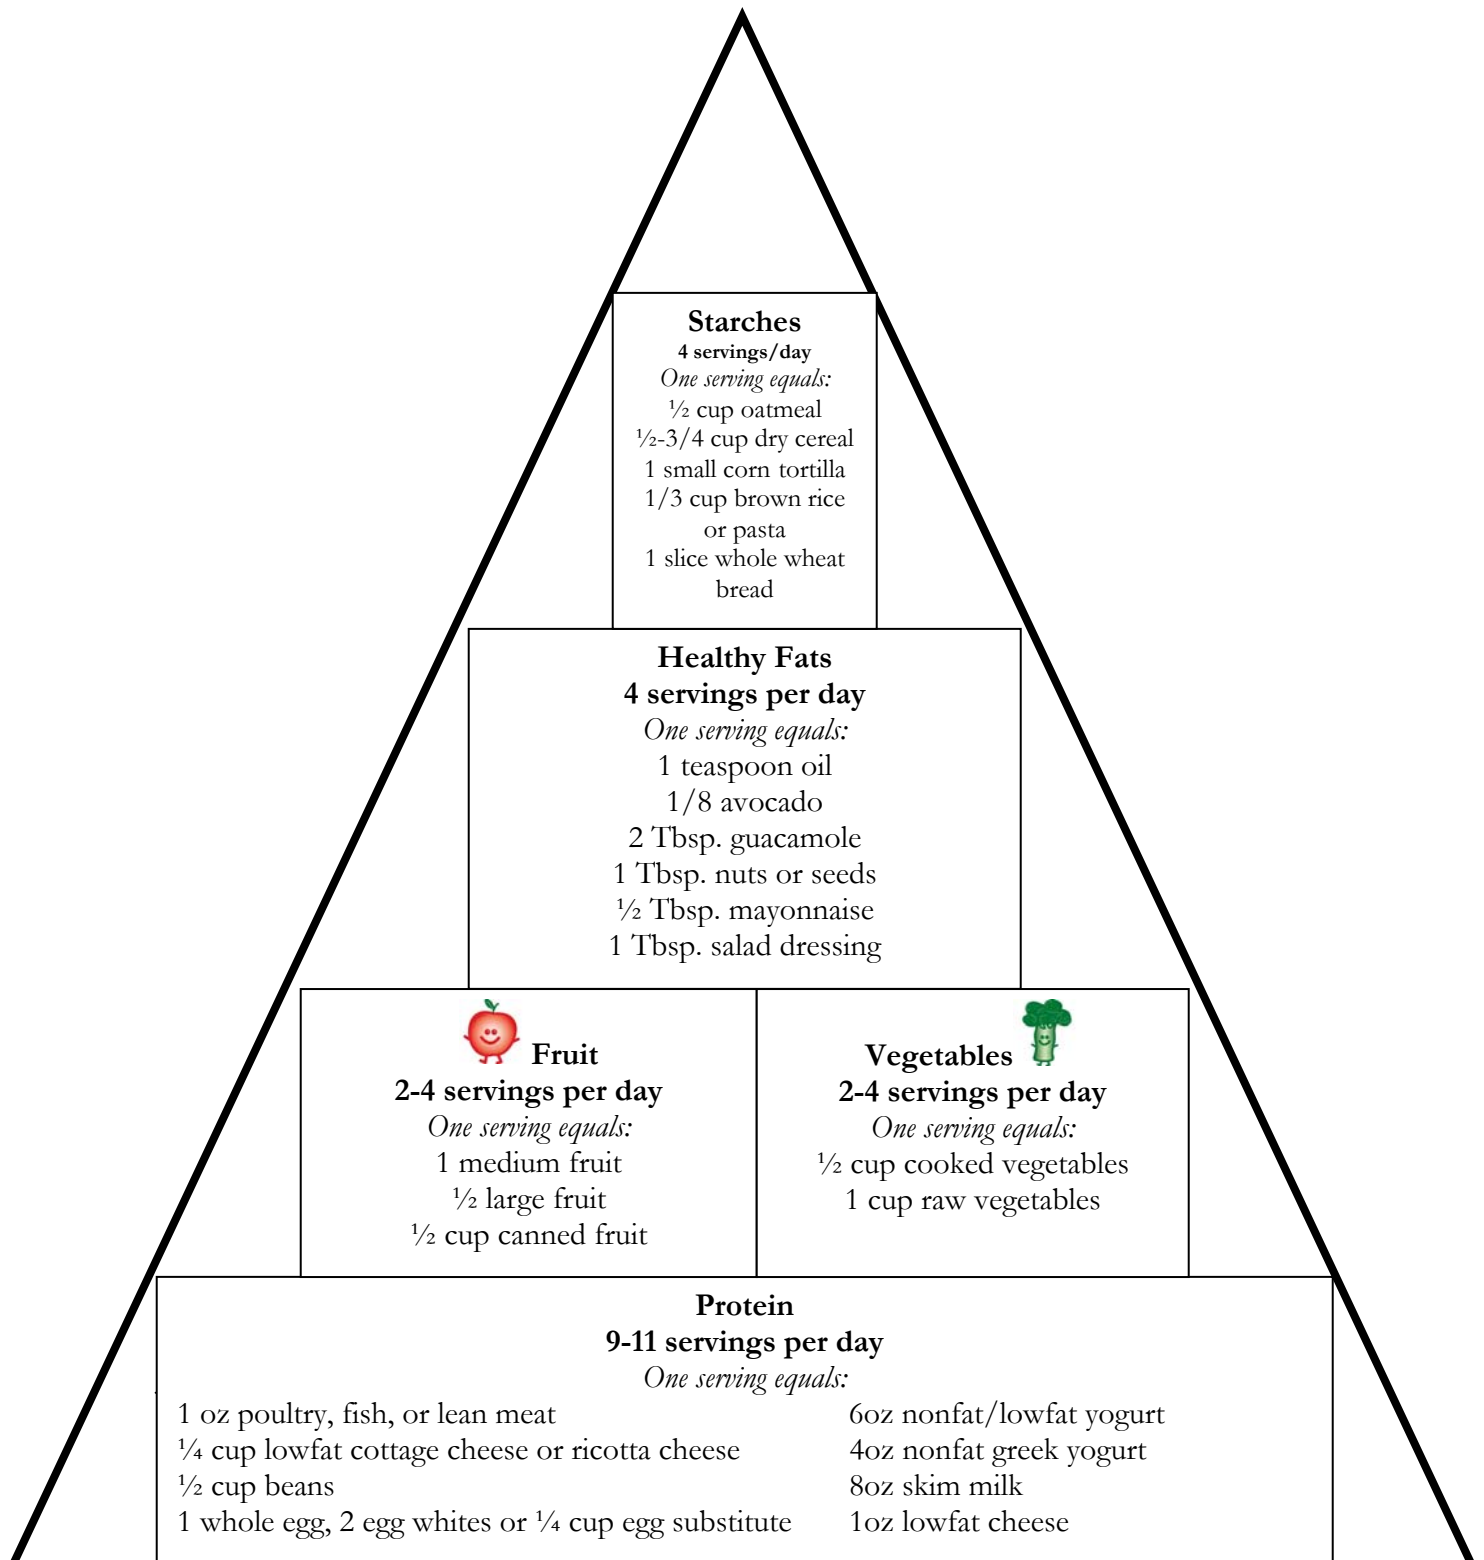 Starches
4 servings/day
One serving equals:
½ cup oatmeal
½-3/4 cup dry cereal
1 small corn tortilla
1/3 cup brown rice
or pasta
1 slice whole wheat
bread
Healthy Fats
4 servings per day
One serving equals:
1 teaspoon oil
1/8 avocado
2 Tbsp. guacamole
1 Tbsp. nuts or seeds
½ Tbsp. mayonnaise
1 Tbsp. salad dressing
Fruit
2-4 servings per day
One serving equals:
1 medium fruit
½ large fruit
½ cup canned fruit
Vegetables
2-4 servings per day
One serving equals:
½ cup cooked vegetables
1 cup raw vegetables
Protein
9-11 servings per day
One serving equals:
1 oz poultry, fish, or lean meat
¼ cup lowfat cottage cheese or ricotta cheese
½ cup beans
1 whole egg, 2 egg whites or ¼ cup egg substitute
6oz nonfat/lowfat yogurt
4oz nonfat greek yogurt
8oz skim milk
1oz lowfat cheese